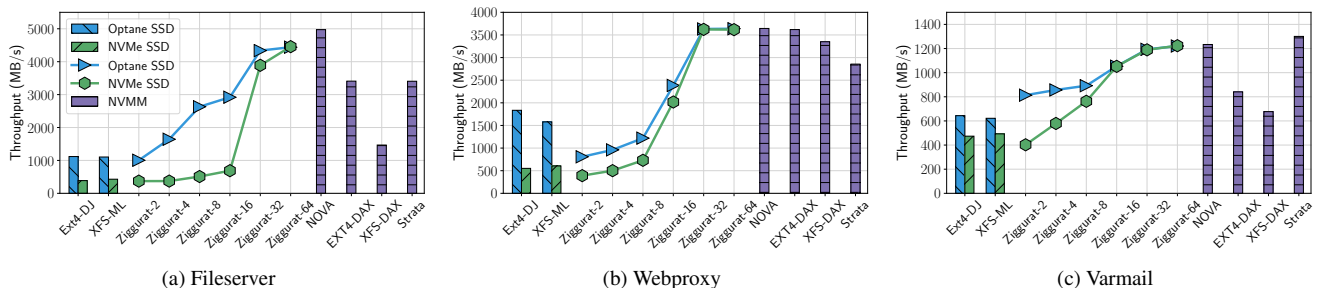 Throughput (MB/s)
5000
4000
3000
2000
1000
0
Optane SSD
NVMe SSD
Optane SSD
NVMe SSD
NVMM
Ext4-DJ
XFS-ML
Ziggurat-2
Ziggurat-4
Ziggurat-8
Ziggurat-16
Ziggurat-32
Ziggurat-64
NOVA
EXT4-DAX
XFS-DAX
Strata
(a) Fileserver
Throughput (MB/s)
4000
3500
3000
2500
2000
1500
1000
500
0
Ext4-DJ
XFS-ML
Ziggurat-2
Ziggurat-4
Ziggurat-8
Ziggurat-16
Ziggurat-32
Ziggurat-64
NOVA
EXT4-DAX
XFS-DAX
Strata
(b) Webproxy
Throughput (MB/s)
1400
1200
1000
800
600
400
200
0
Ext4-DJ
XFS-ML
Ziggurat-2
Ziggurat-4
Ziggurat-8
Ziggurat-16
Ziggurat-32
Ziggurat-64
NOVA
EXT4-DAX
XFS-DAX
Strata
(c) Varmail